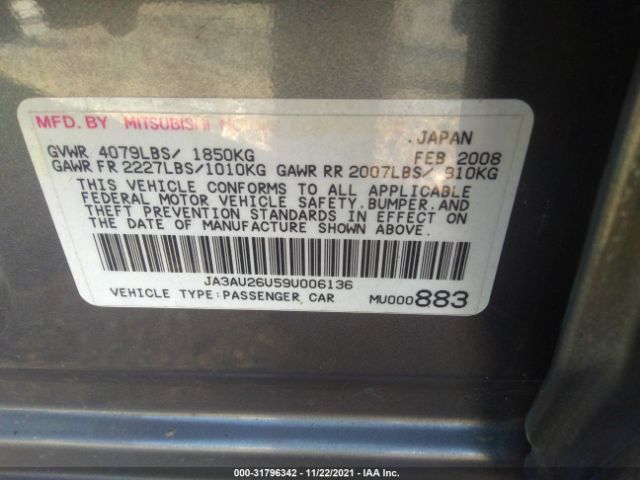 MFD. BY MITSUBISHI
. JAPAN
GVWR 4079LBS/ 1850KG FEB 2008
GAWR FR 2227LBS/1010KG GAWR RR 2007LBS/ 910KG
THIS VEHICLE CONFORMS TO ALL APPLICABLE
FEDERAL MOTOR VEHICLE SAFETY.BUMPER.AND
THEFT PREVENTION STANDARDS IN EFFECT ON
THE DATE OF MANUFACTURE SHOWN ABOVE.
JA3AU26U59U006136
VEHICLE TYPE:PASSENGER CAR MU000883
000-31796342 - 11/22/2021 - IAA Inc.